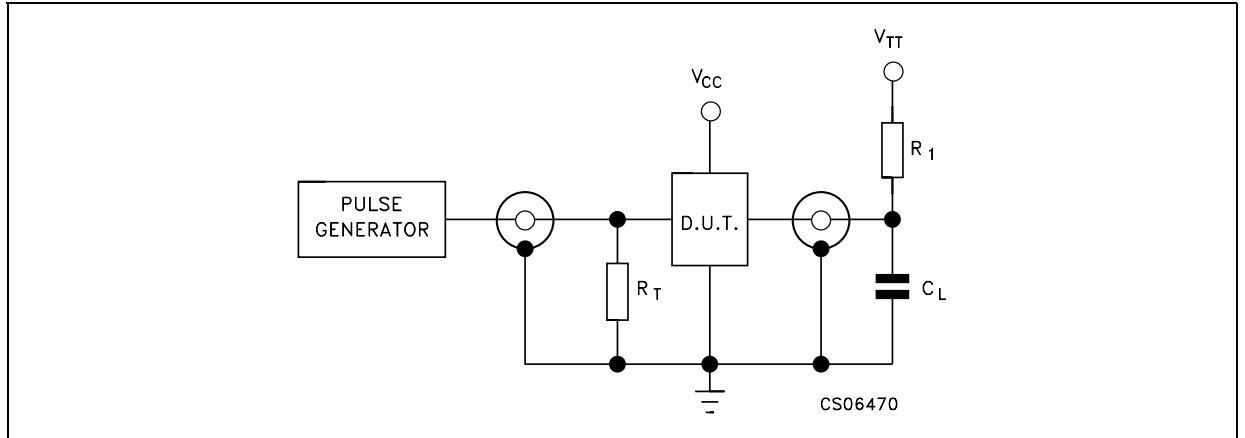 V_TT
V_CC
R_1
PULSE
GENERATOR
D.U.T.
R_T
C_L
CS06470